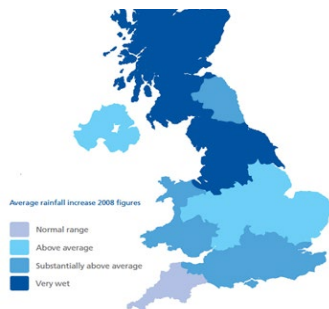 Average rainfall increase 2008 figures
Normal range
Above average
Substantially above average
Very wet